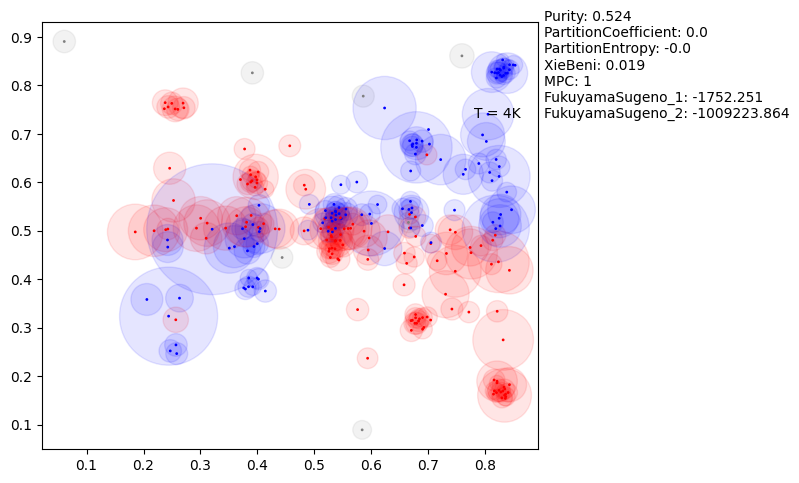 Purity: 0.524
PartitionCoefficient: 0.0
PartitionEntropy: -0.0
XieBeni: 0.019
MPC: 1
FukuyamaSugeno_1: -1752.251
FukuyamaSugeno_2: -1009223.864
T = 4K
0.9
0.8
0.7
0.6
0.5
0.4
0.3
0.2
0.1
0.1 0.2 0.3 0.4 0.5 0.6 0.7 0.8